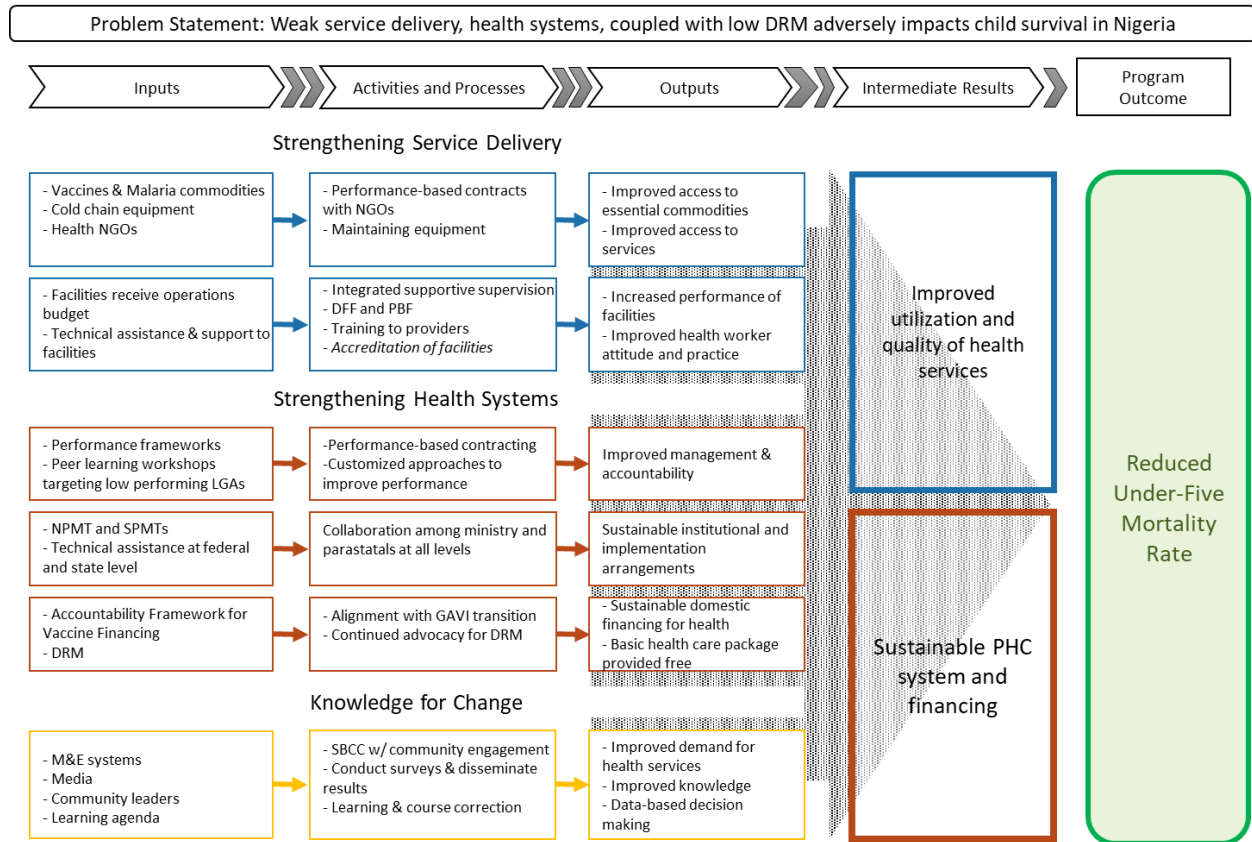 Problem Statement: Weak service delivery, health systems, coupled with low DRM adversely impacts child survival in Nigeria
Inputs
Activities and Processes
Outputs
Intermediate Results
Program
Outcome
Strengthening Service Delivery
- Vaccines & Malaria commodities
- Cold chain equipment
- Health NGOs
- Performance-based contracts
with NGOs
- Maintaining equipment
- Improved access to
essential commodities
- Improved access to
services
- Facilities receive operations
budget
- Technical assistance & support to
facilities
- Integrated supportive supervision
- DFF and PBF
- Training to providers
- Accreditation of facilities
- Increased performance of
facilities
- Improved health worker
attitude and practice
Strengthening Health Systems
- Performance frameworks
- Peer learning workshops
targeting low performing LGAs
-Performance-based contracting
-Customized approaches to
improve performance
Improved management &
accountability
- NPMT and SPMTs
- Technical assistance at federal
and state level
Collaboration among ministry and
parastatals at all levels
Sustainable institutional and
implementation
arrangements
- Accountability Framework for
Vaccine Financing
- DRM
- Alignment with GAVI transition
- Continued advocacy for DRM
- Sustainable domestic
financing for health
- Basic health care package
provided free
Knowledge for Change
- M&E systems
- Media
- Community leaders
- Learning agenda
- SBCC w/ community engagement
- Conduct surveys & disseminate
results
- Learning & course correction
- Improved demand for
health services
- Improved knowledge
- Data-based decision
making
Improved
utilization and
quality of health
services
Sustainable PHC
system and
financing
Reduced
Under-Five
Mortality
Rate